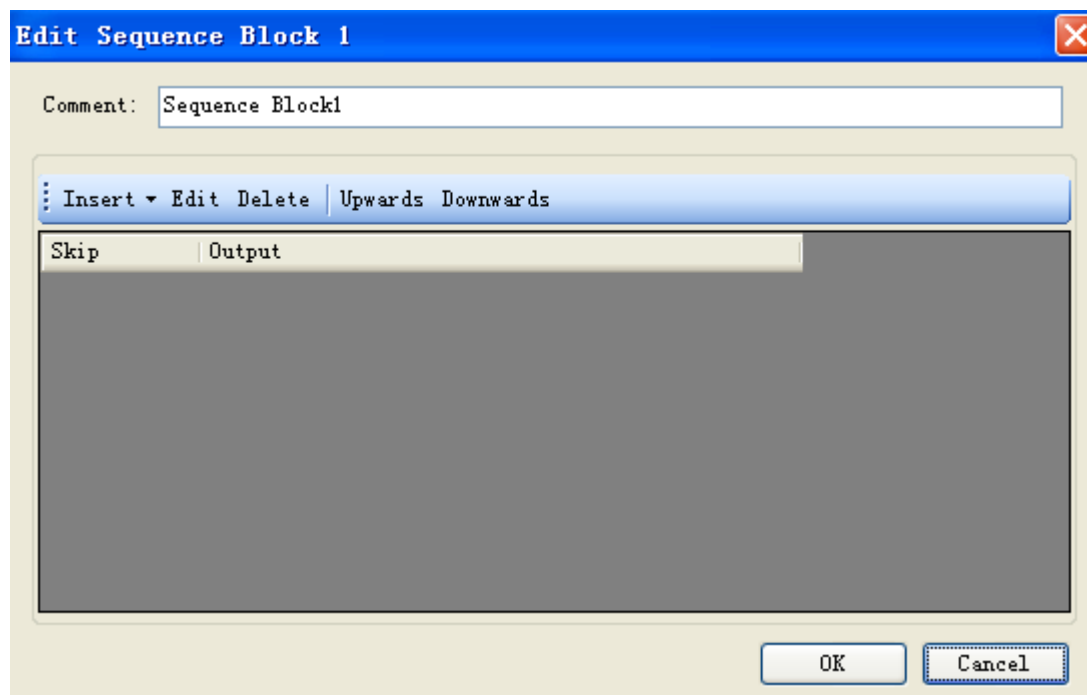 Edit Sequence Block 1
Comment: Sequence Block1
Insert Edit Delete Upwards Downwards
Skip Output
OK Cancel